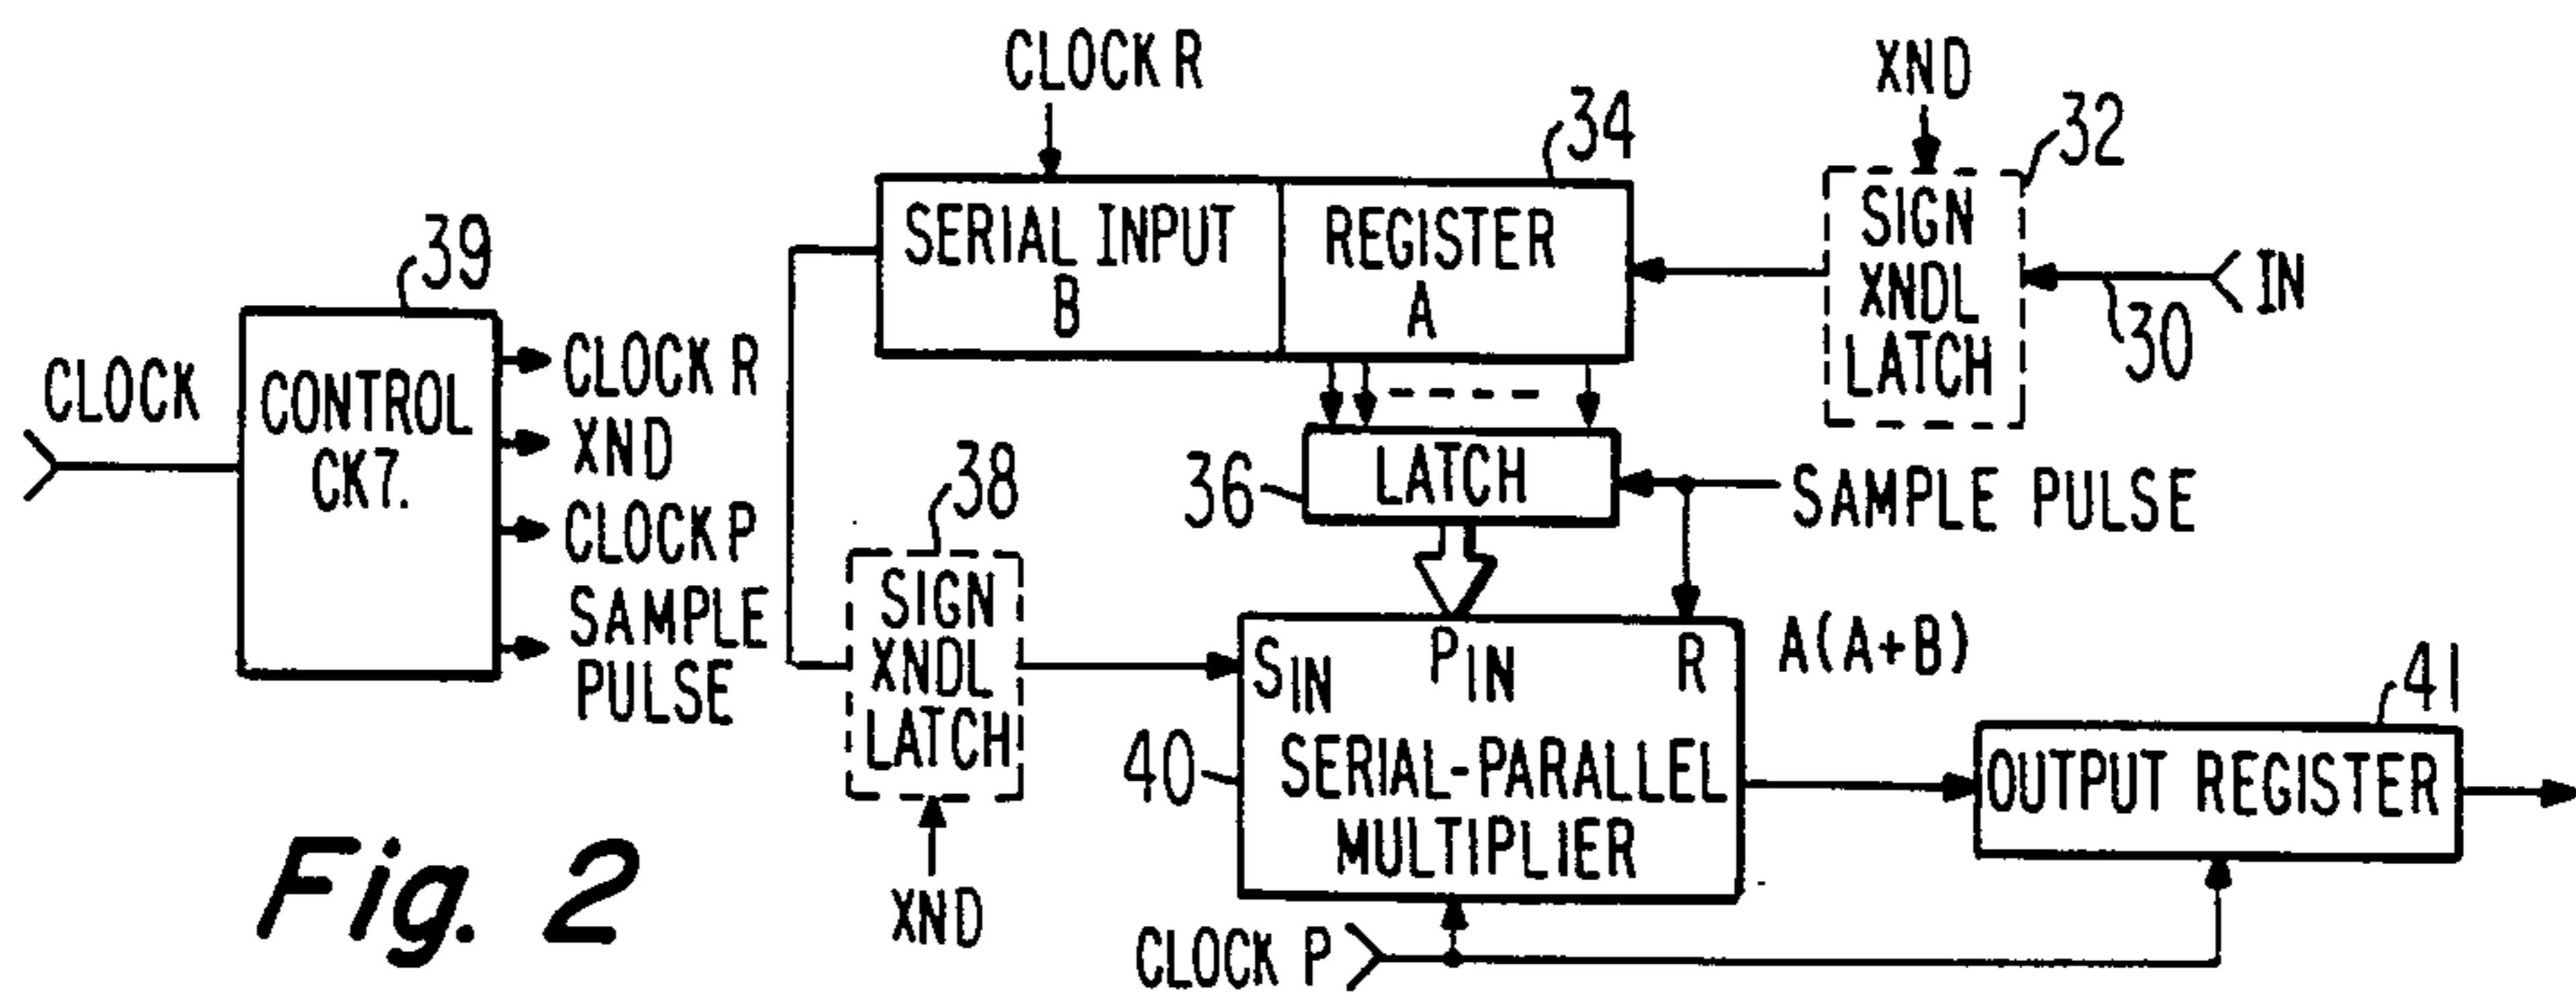 CLOCK
39
CONTROL
CK7.
CLOCK R
XND
CLOCK P
SAMPLE
PULSE
CLOCK R
34
SERIAL INPUT
B
REGISTER
A
XND
32
SIGN
XNDL
LATCH
IN
30
36
LATCH
SAMPLE PULSE
38
SIGN
XNDL
LATCH
XND
SIN
PIN
R
A(A+B)
40
SERIAL-PARALLEL
MULTIPLIER
CLOCK P
41
OUTPUT REGISTER
Fig. 2